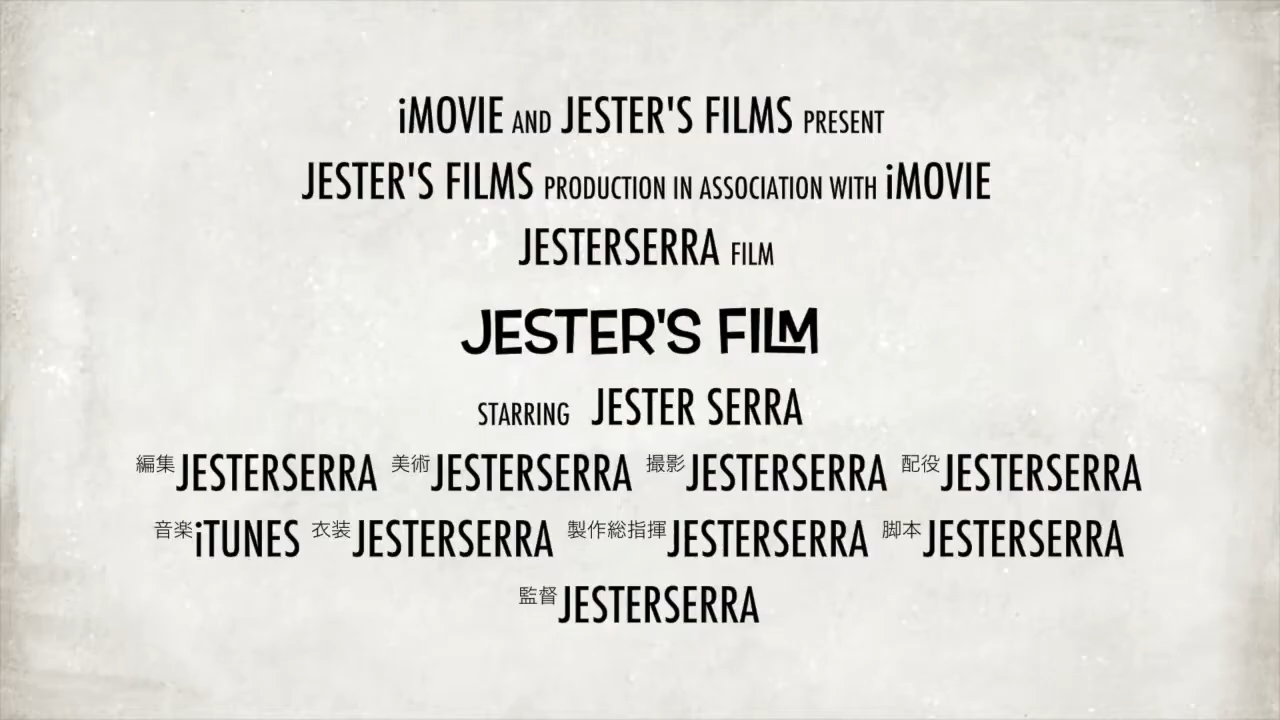 iMOVIE AND JESTER'S FILMS PRESENT
JESTER'S FILMS PRODUCTION IN ASSOCIATION WITH iMOVIE
JESTERSERRA FILM
JESTER'S FILM
STARRING JESTER SERRA
編集JESTERSERRA 美術JESTERSERRA 撮影JESTERSERRA 配役JESTERSERRA
音楽iTUNES 衣装JESTERSERRA 製作総指揮JESTERSERRA 脚本JESTERSERRA
監督JESTERSERRA